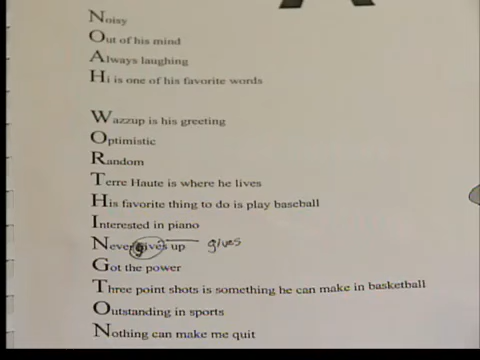 Noisy
Out of his mind
Always laughing
Hi is one of his favorite words
Wazzup is his greeting
Optimistic
Random
Terre Haute is where he lives
His favorite thing to do is play baseball
Interested in piano
Never gives up gives
Got the power
Three point shots is something he can make in basketball
Outstanding in sports
Nothing can make me quit